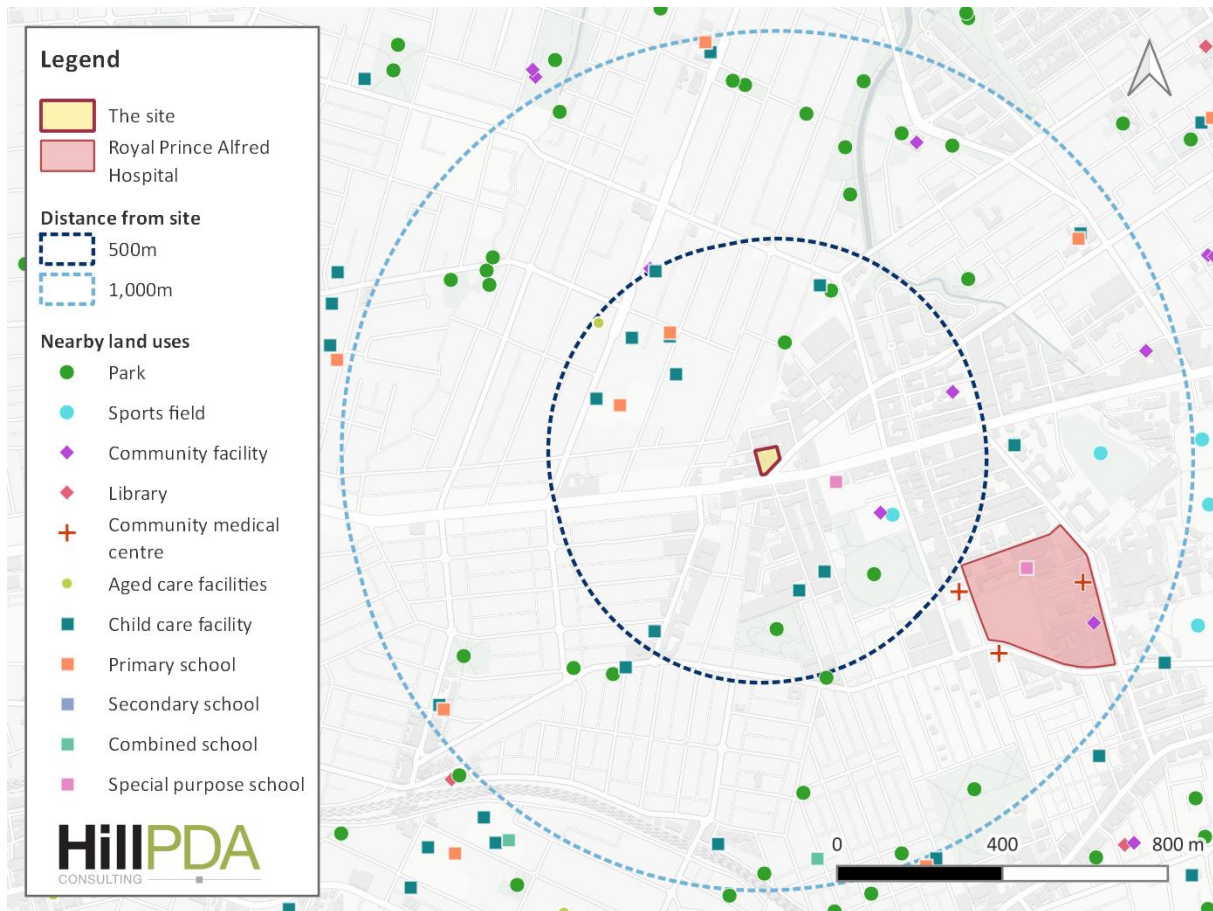 Legend
The site
Royal Prince Alfred
Hospital
Distance from site
500m
1,000m
Nearby land uses
Park
Sports field
Community facility
Library
Community medical
centre
Aged care facilities
Child care facility
Primary school
Secondary school
Combined school
Special purpose school
HillPDA
CONSULTING
0 400 800 m